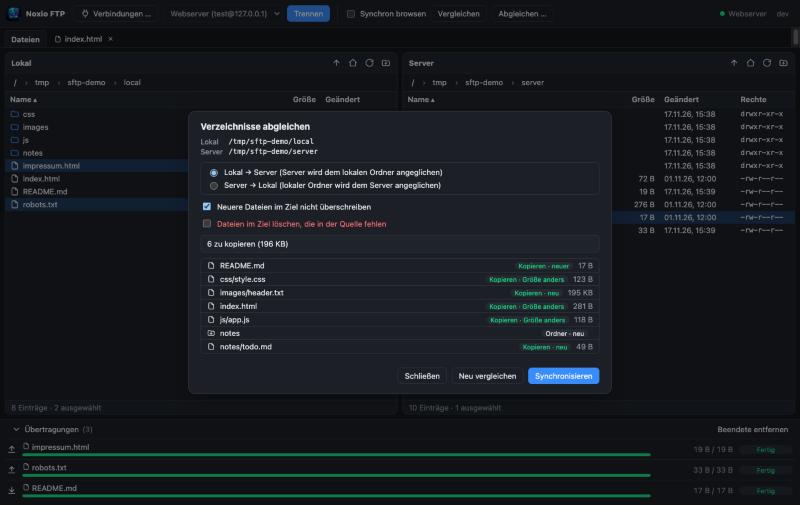 Noxio FTP
Verbindungen ...
Webserver (test@127.0.0.1)
Trennen
Synchron browsen
Vergleichen
Abgleichen ...
Webserver
dev
Dateien
index.html ×
Lokal
/ tmp › sftp-demo › local
Name Größe Geändert
css
images
js
notes
impressum.html
index.html
README.md
robots.txt
8 Einträge · 2 ausgewählt
Server
/ tmp › sftp-demo › server
Name Größe Geändert Rechte
17.11.26, 15:38 drwxr-xr-x
17.11.26, 15:38 drwxr-xr-x
17.11.26, 15:38 drwxr-xr-x
17.11.26, 15:38 drwxr-xr-x
17.11.26, 15:38 drwxr-xr-x
72 B 01.11.26, 12:00 -rw-r--r--
19 B 17.11.26, 15:39 -rw-r--r--
276 B 01.11.26, 12:00 -rw-r--r--
17 B 01.11.26, 12:00 -rw-r--r--
33 B 17.11.26, 15:39 -rw-r--r--
10 Einträge · 1 ausgewählt
Verzeichnisse abgleichen
Lokal /tmp/sftp-demo/local
Server /tmp/sftp-demo/server
Lokal → Server (Server wird dem lokalen Ordner angeglichen)
Server → Lokal (lokaler Ordner wird dem Server angeglichen)
Neuere Dateien im Ziel nicht überschreiben
Dateien im Ziel löschen, die in der Quelle fehlen
6 zu kopieren (196 KB)
README.md Kopieren · neuer 17 B
css/style.css Kopieren · Größe anders 123 B
images/header.txt Kopieren · neu 195 KB
index.html Kopieren · Größe anders 281 B
js/app.js Kopieren · Größe anders 118 B
notes Ordner · neu
notes/todo.md Kopieren · neu 49 B
Schließen
Neu vergleichen
Synchronisieren
Übertragungen (3)
Beendete entfernen
impressum.html 19 B / 19 B Fertig
robots.txt 33 B / 33 B Fertig
README.md 17 B / 17 B Fertig